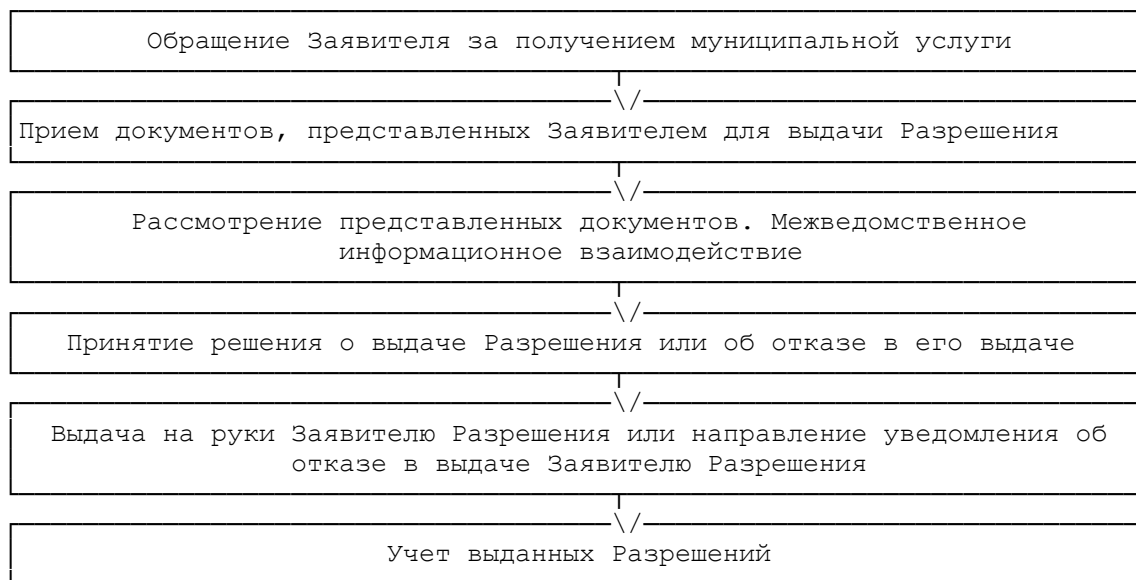 Обращение Заявителя за получением муниципальной услуги
Прием документов, представленных Заявителем для выдачи Разрешения
Рассмотрение представленных документов. Межведомственное
информационное взаимодействие
Принятие решения о выдаче Разрешения или об отказе в его выдаче
Выдача на руки Заявителю Разрешения или направление уведомления об
отказе в выдаче Заявителю Разрешения
Учет выданных Разрешений